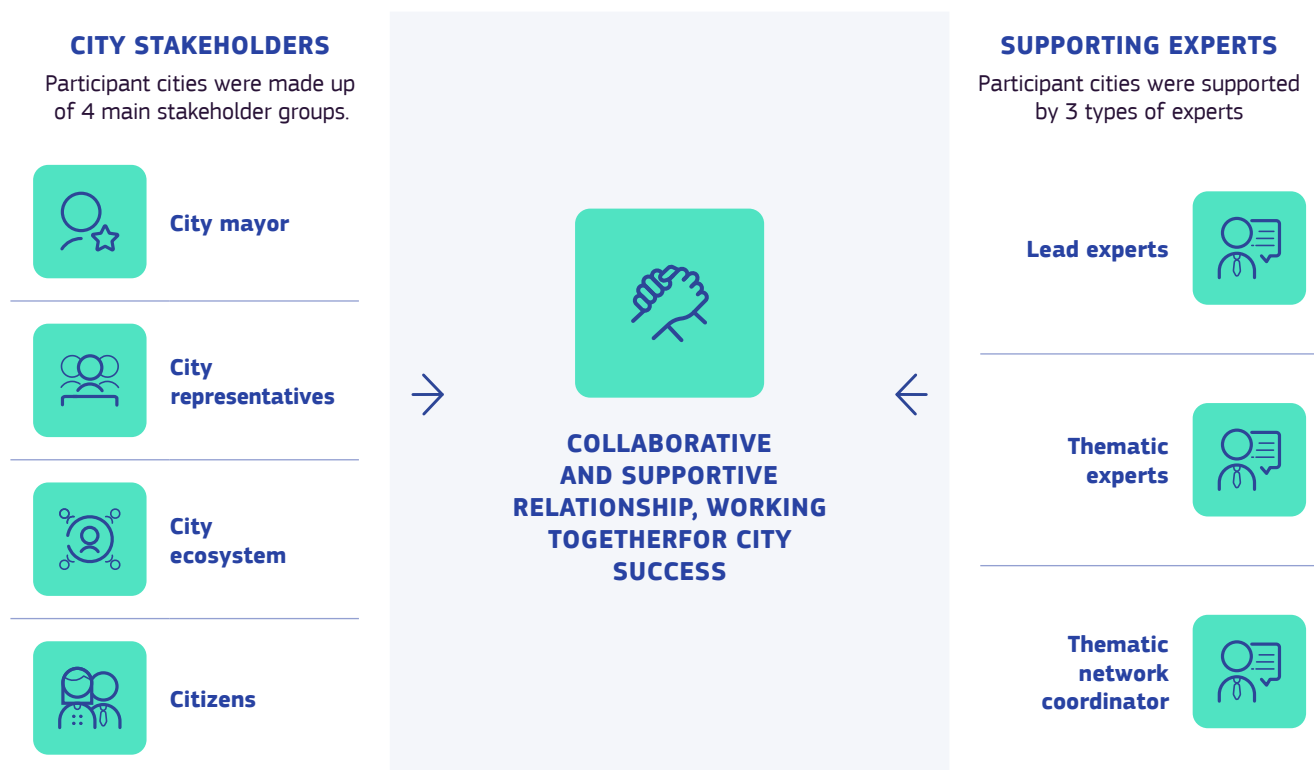 CITY STAKEHOLDERS
Participant cities were made up
of 4 main stakeholder groups.
City mayor
City
representatives
City
ecosystem
Citizens
COLLABORATIVE
AND SUPPORTIVE
RELATIONSHIP, WORKING
TOGETHERFOR CITY
SUCCESS
SUPPORTING EXPERTS
Participant cities were supported
by 3 types of experts
Lead experts
Thematic
experts
Thematic
network
coordinator